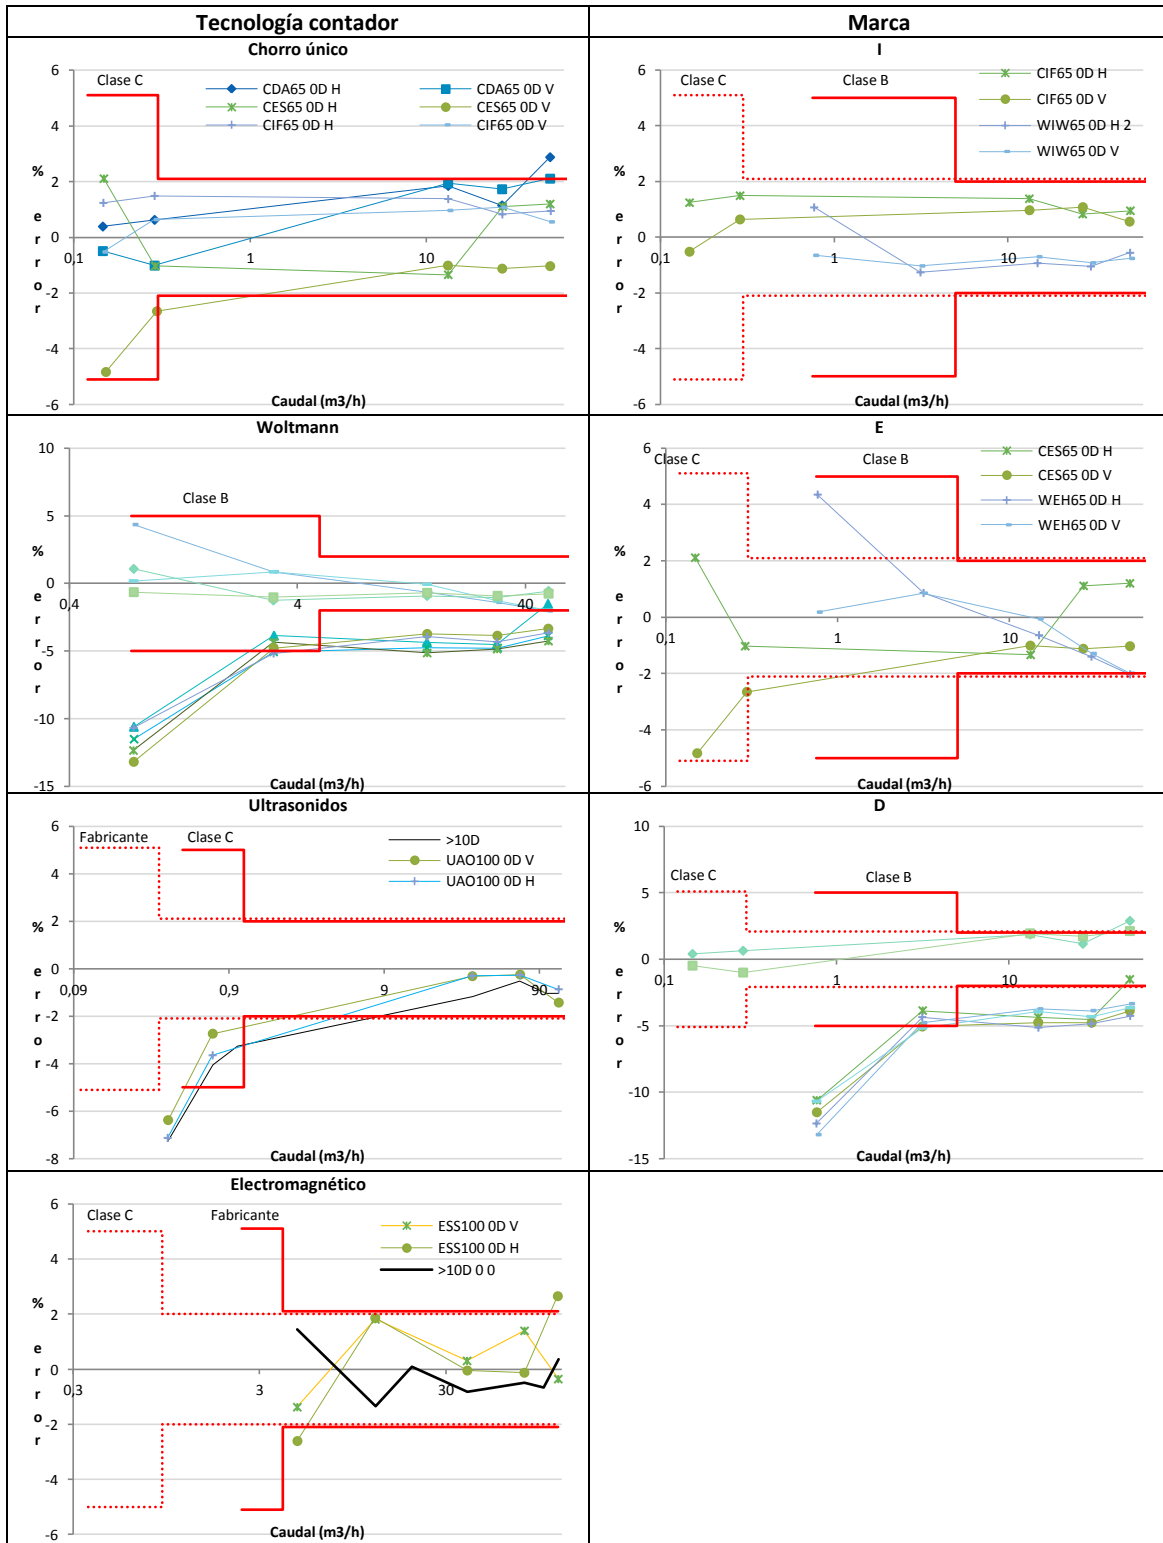 Tecnología contador
Marca
Chorro único
6
4
2
0
-2
-4
-6
% error
Clase C
CDA65 0D H
CDA65 0D V
CES65 0D H
CES65 0D V
CIF65 0D H
CIF65 0D V
0,1
1
10
Caudal (m3/h)
I
6
4
2
0
-2
-4
-6
% error
Clase C
Clase B
CIF65 0D H
CIF65 0D V
WIW65 0D H 2
WIW65 0D V
0,1
1
10
Caudal (m3/h)
Woltmann
10
5
0
-5
-10
-15
% error
Clase B
0,4
4
40
Caudal (m3/h)
E
6
4
2
0
-2
-4
-6
% error
Clase C
Clase B
CES65 0D H
CES65 0D V
WEH65 0D H
WEH65 0D V
0,1
1
10
Caudal (m3/h)
Ultrasonidos
6
4
2
0
-2
-4
-6
-8
% error
Fabricante
Clase C
>10D
UAO100 0D V
UAO100 0D H
0,09
0,9
9
90
Caudal (m3/h)
D
10
5
0
-5
-10
-15
% error
Clase C
Clase B
0,1
1
10
Caudal (m3/h)
Electromagnético
6
4
2
0
-2
-4
-6
% error
Clase C
Fabricante
ESS100 0D V
ESS100 0D H
>10D 0 0
0,3
3
30
Caudal (m3/h)